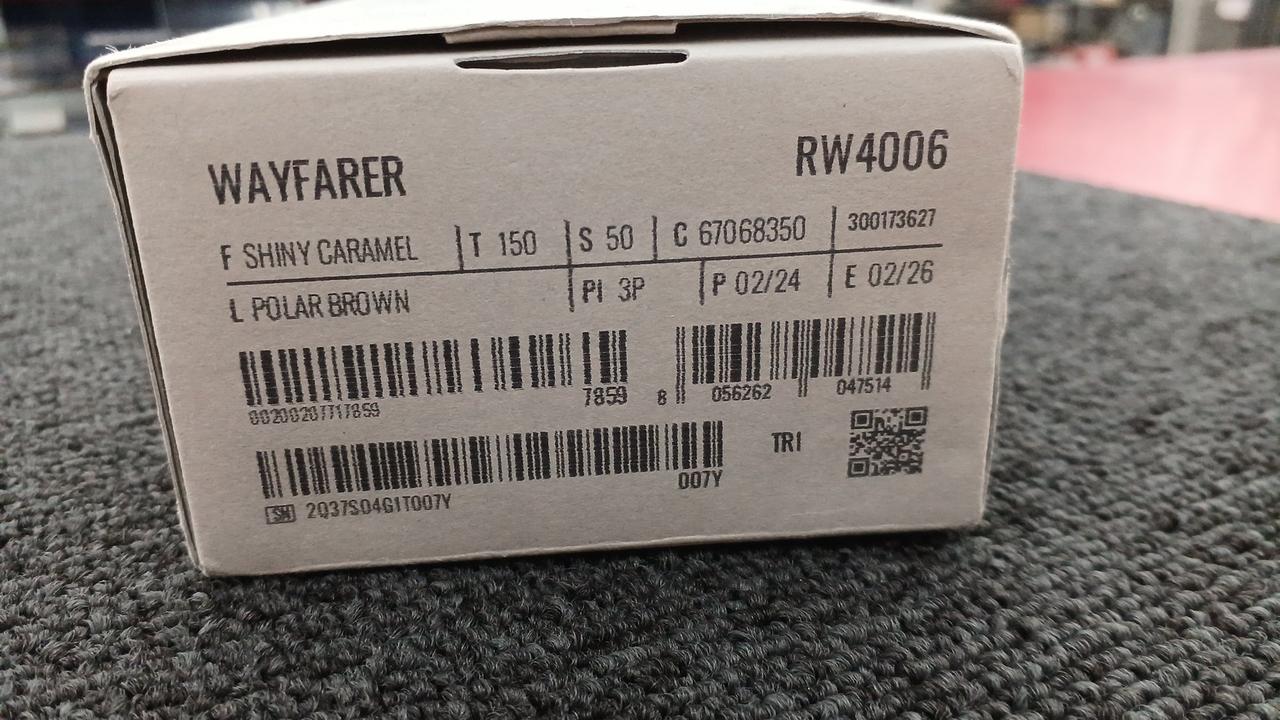 WAYFARER RW4006
F SHINY CARAMEL T 150 S 50 C 67068350 300173627
L POLAR BROWN PI 3P P 02/24 E 02/26
7859 8 056262 047514
00200207717859
TRI
007Y
SN 2Q37S04G1T007Y